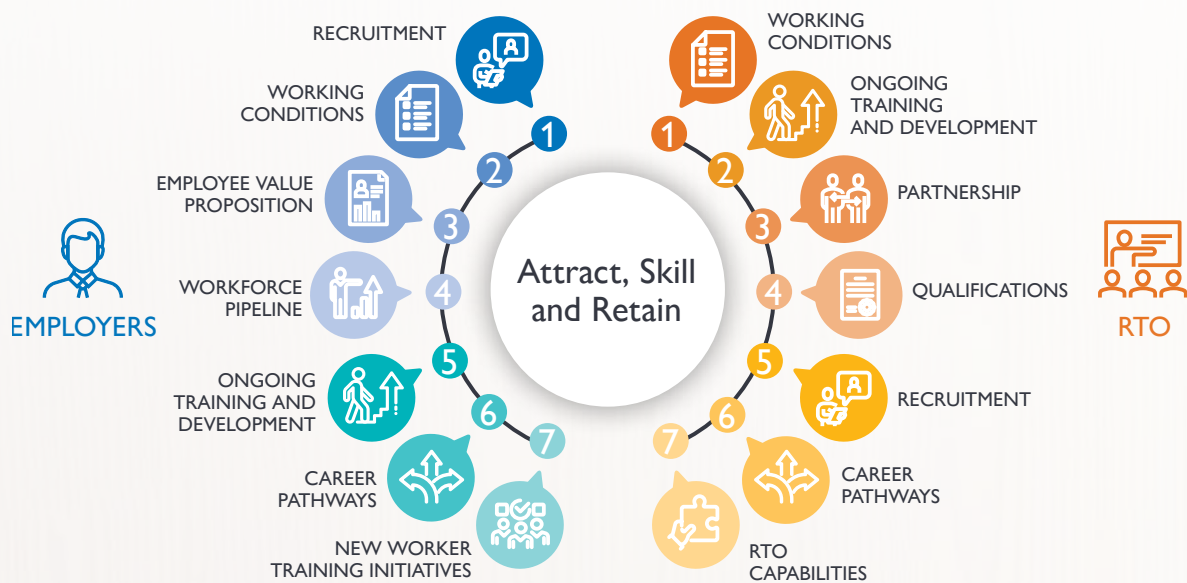 EMPLOYERS
RECRUITMENT
1
WORKING
CONDITIONS
2
EMPLOYEE VALUE
PROPOSITION
3
WORKFORCE
PIPELINE
4
ONGOING
TRAINING AND
DEVELOPMENT
5
CAREER
PATHWAYS
6
NEW WORKER
TRAINING INITIATIVES
7
Attract, Skill
and Retain
1
WORKING
CONDITIONS
2
ONGOING
TRAINING
AND DEVELOPMENT
3
PARTNERSHIP
4
QUALIFICATIONS
5
RECRUITMENT
6
CAREER
PATHWAYS
7
RTO
CAPABILITIES
RTO